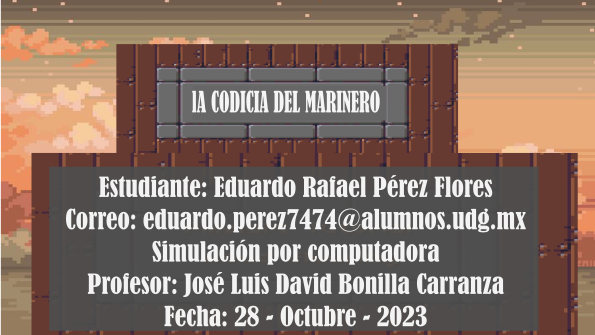 lA CODICIA DEL MARINERO
Estudiante: Eduardo Rafael Pérez Flores
Correo: eduardo.perez7474@alumnos.udg.mx
Simulación por computadora
Profesor: José Luis David Bonilla Carranza
Fecha: 28 - Octubre - 2023